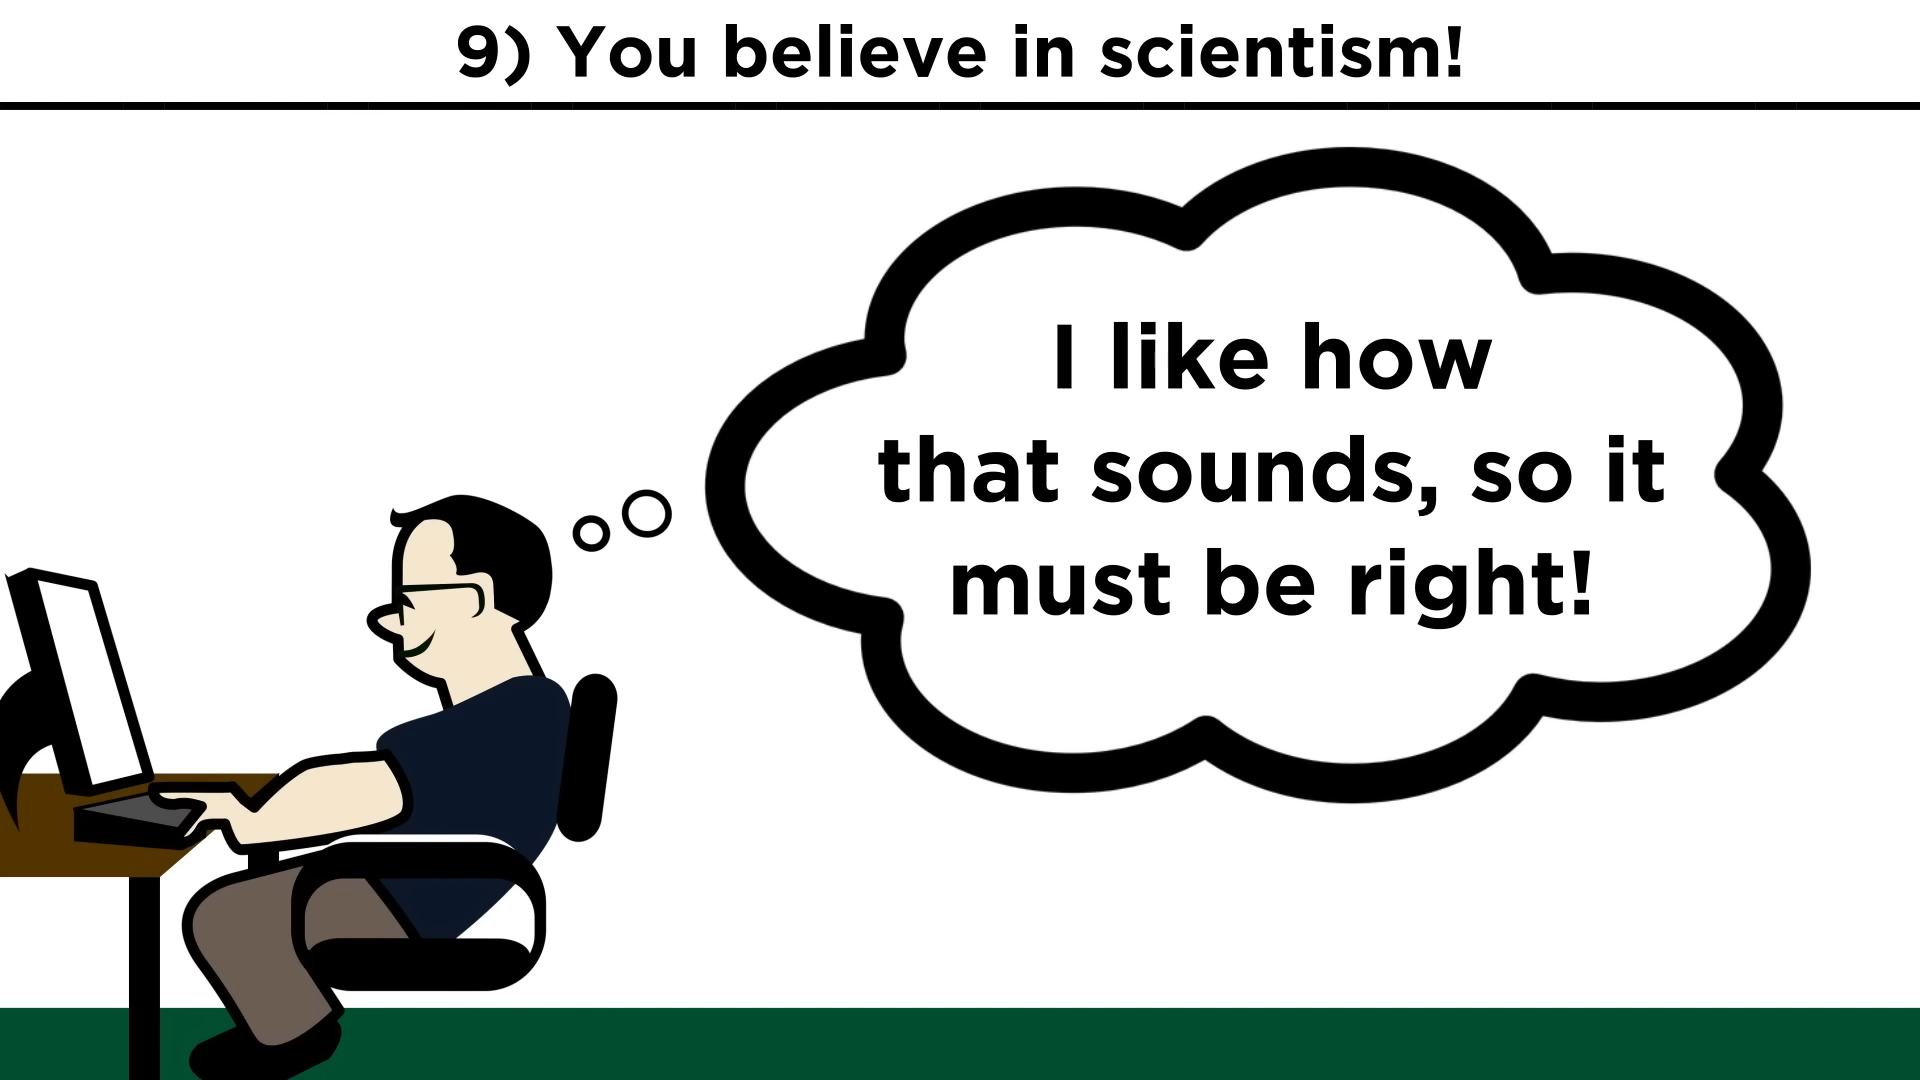 9) You believe in scientism!
I like how
that sounds, so it
must be right!